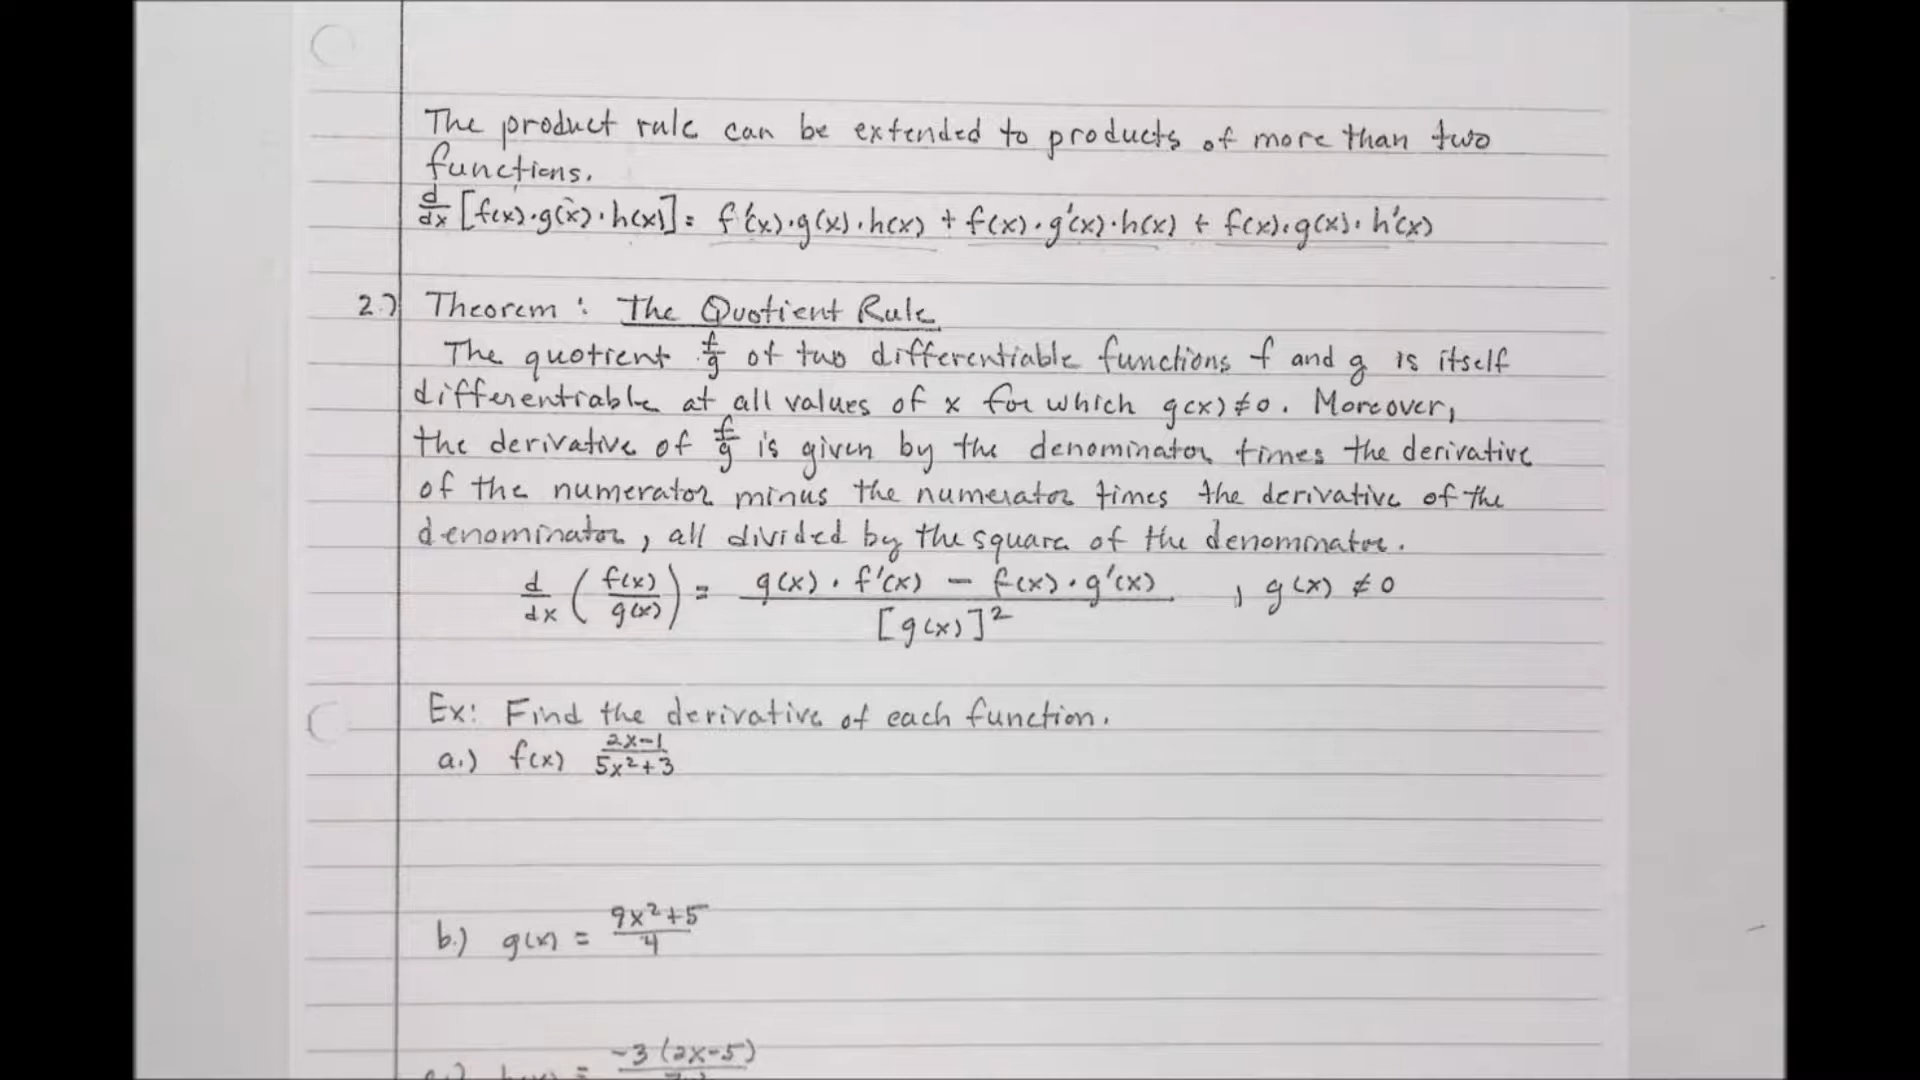 The product rule can be extended to products of more than two
functions.
d/dx [f(x)·g(x)·h(x)] = f'(x)·g(x)·h(x) + f(x)·g'(x)·h(x) + f(x)·g(x)·h'(x)
2.) Theorem: The Quotient Rule
The quotient f/g of two differentiable functions f and g is itself
differentiable at all values of x for which g(x) ≠ 0. Moreover,
the derivative of f/g is given by the denominator times the derivative
of the numerator minus the numerator times the derivative of the
denominator, all divided by the square of the denominator.
d/dx (f(x)/g(x)) = (g(x) · f'(x) − f(x) · g'(x)) / [g(x)]² , g(x) ≠ 0
Ex: Find the derivative of each function.
a.) f(x) (2x-1)/(5x²+3)
b.) g(x) = (9x²+5)/4
= -3(2x-5)